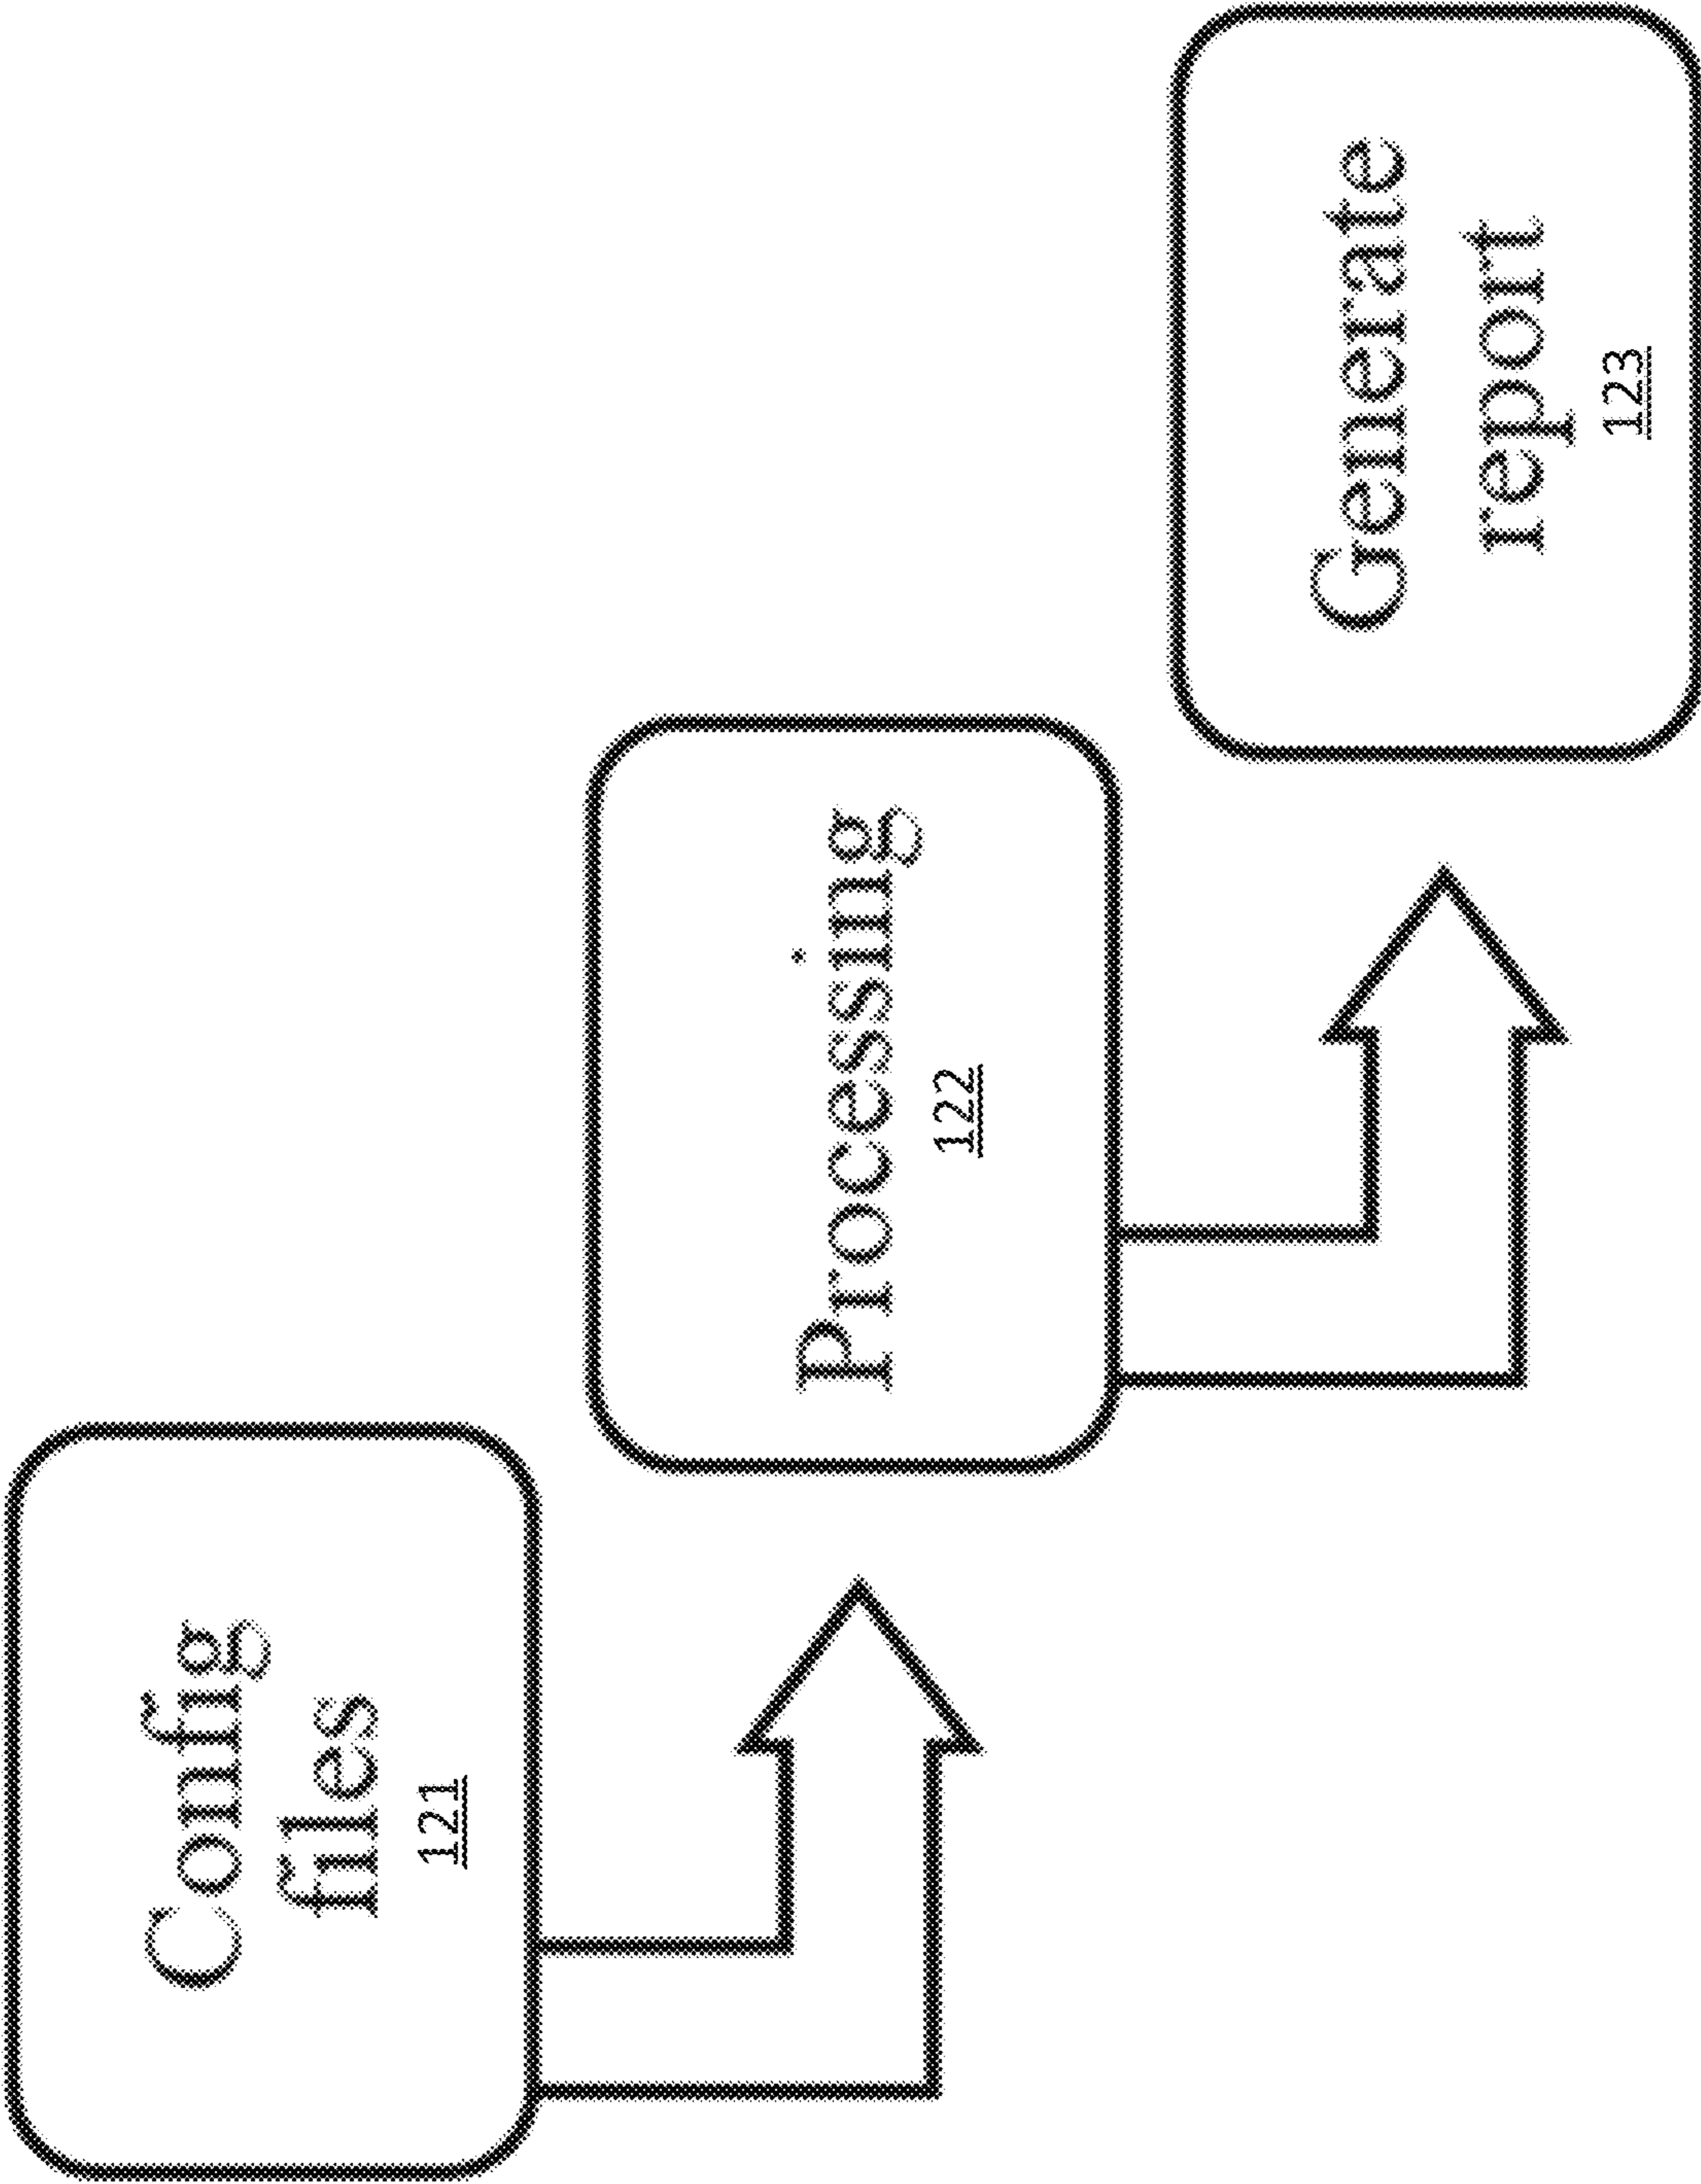 Config
files
121
Processing
122
Generate
report
123